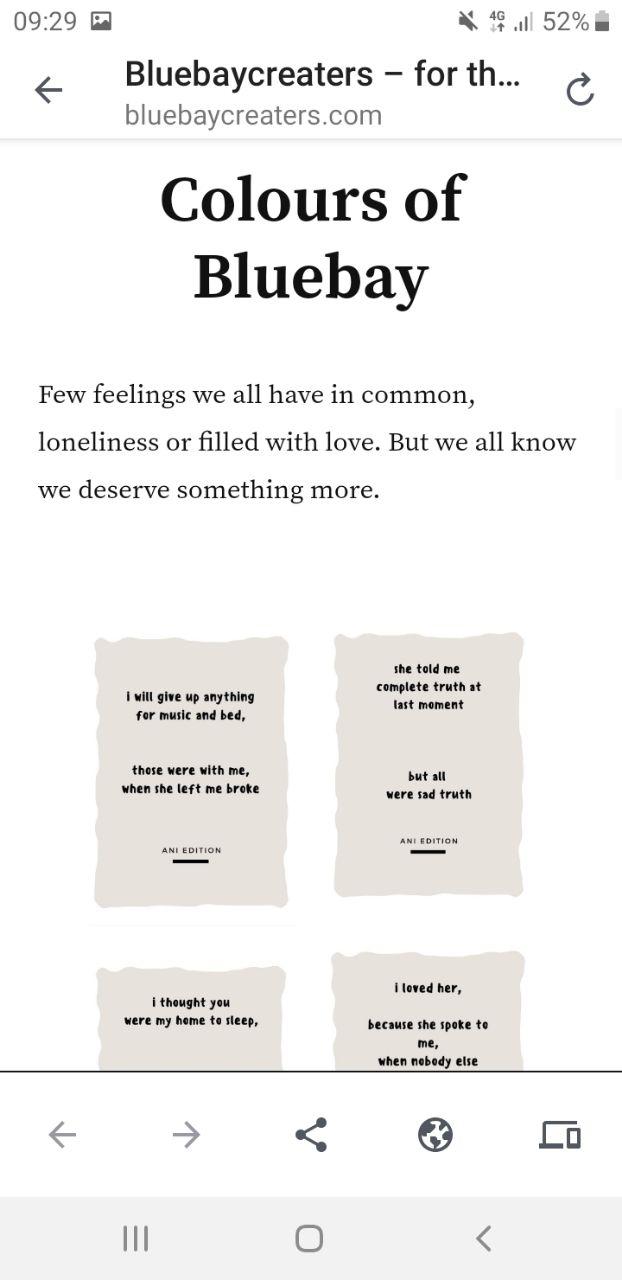 09:29
4G
52%
Bluebaycreaters – for th...
bluebaycreaters.com
Colours of
Bluebay
Few feelings we all have in common,
loneliness or filled with love. But we all know
we deserve something more.
i will give up anything
for music and bed,
those were with me,
when she left me broke
ANI EDITION
she told me
complete truth at
last moment
but all
were sad truth
ANI EDITION
i thought you
were my home to sleep,
i loved her,
because she spoke to
me,
when nobody else